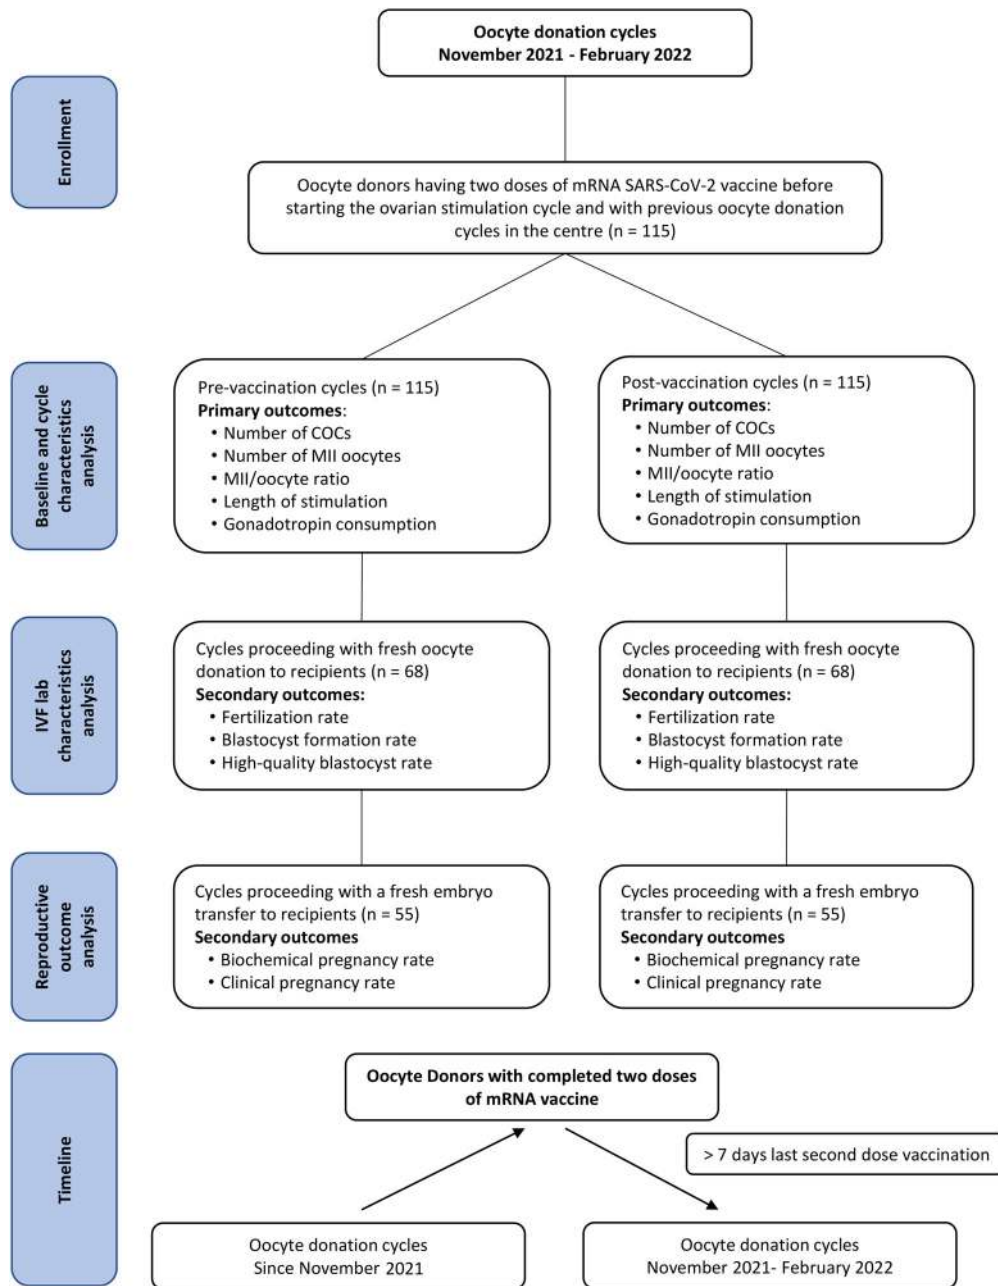 Oocyte donation cycles
November 2021 - February 2022
Enrollment
Oocyte donors having two doses of mRNA SARS-CoV-2 vaccine before
starting the ovarian stimulation cycle and with previous oocyte donation
cycles in the centre (n = 115)
Baseline and cycle
characteristics
analysis
Pre-vaccination cycles (n = 115)
Primary outcomes:
• Number of COCs
• Number of MII oocytes
• MII/oocyte ratio
• Length of stimulation
• Gonadotropin consumption
Post-vaccination cycles (n = 115)
Primary outcomes:
• Number of COCs
• Number of MII oocytes
• MII/oocyte ratio
• Length of stimulation
• Gonadotropin consumption
IVF lab
characteristics
analysis
Cycles proceeding with fresh oocyte
donation to recipients (n = 68)
Secondary outcomes:
• Fertilization rate
• Blastocyst formation rate
• High-quality blastocyst rate
Cycles proceeding with fresh oocyte
donation to recipients (n = 68)
Secondary outcomes:
• Fertilization rate
• Blastocyst formation rate
• High-quality blastocyst rate
Reproductive
outcome
analysis
Cycles proceeding with a fresh embryo
transfer to recipients (n = 55)
Secondary outcomes
• Biochemical pregnancy rate
• Clinical pregnancy rate
Cycles proceeding with a fresh embryo
transfer to recipients (n = 55)
Secondary outcomes
• Biochemical pregnancy rate
• Clinical pregnancy rate
Timeline
Oocyte Donors with completed two doses
of mRNA vaccine
> 7 days last second dose vaccination
Oocyte donation cycles
Since November 2021
Oocyte donation cycles
November 2021- February 2022